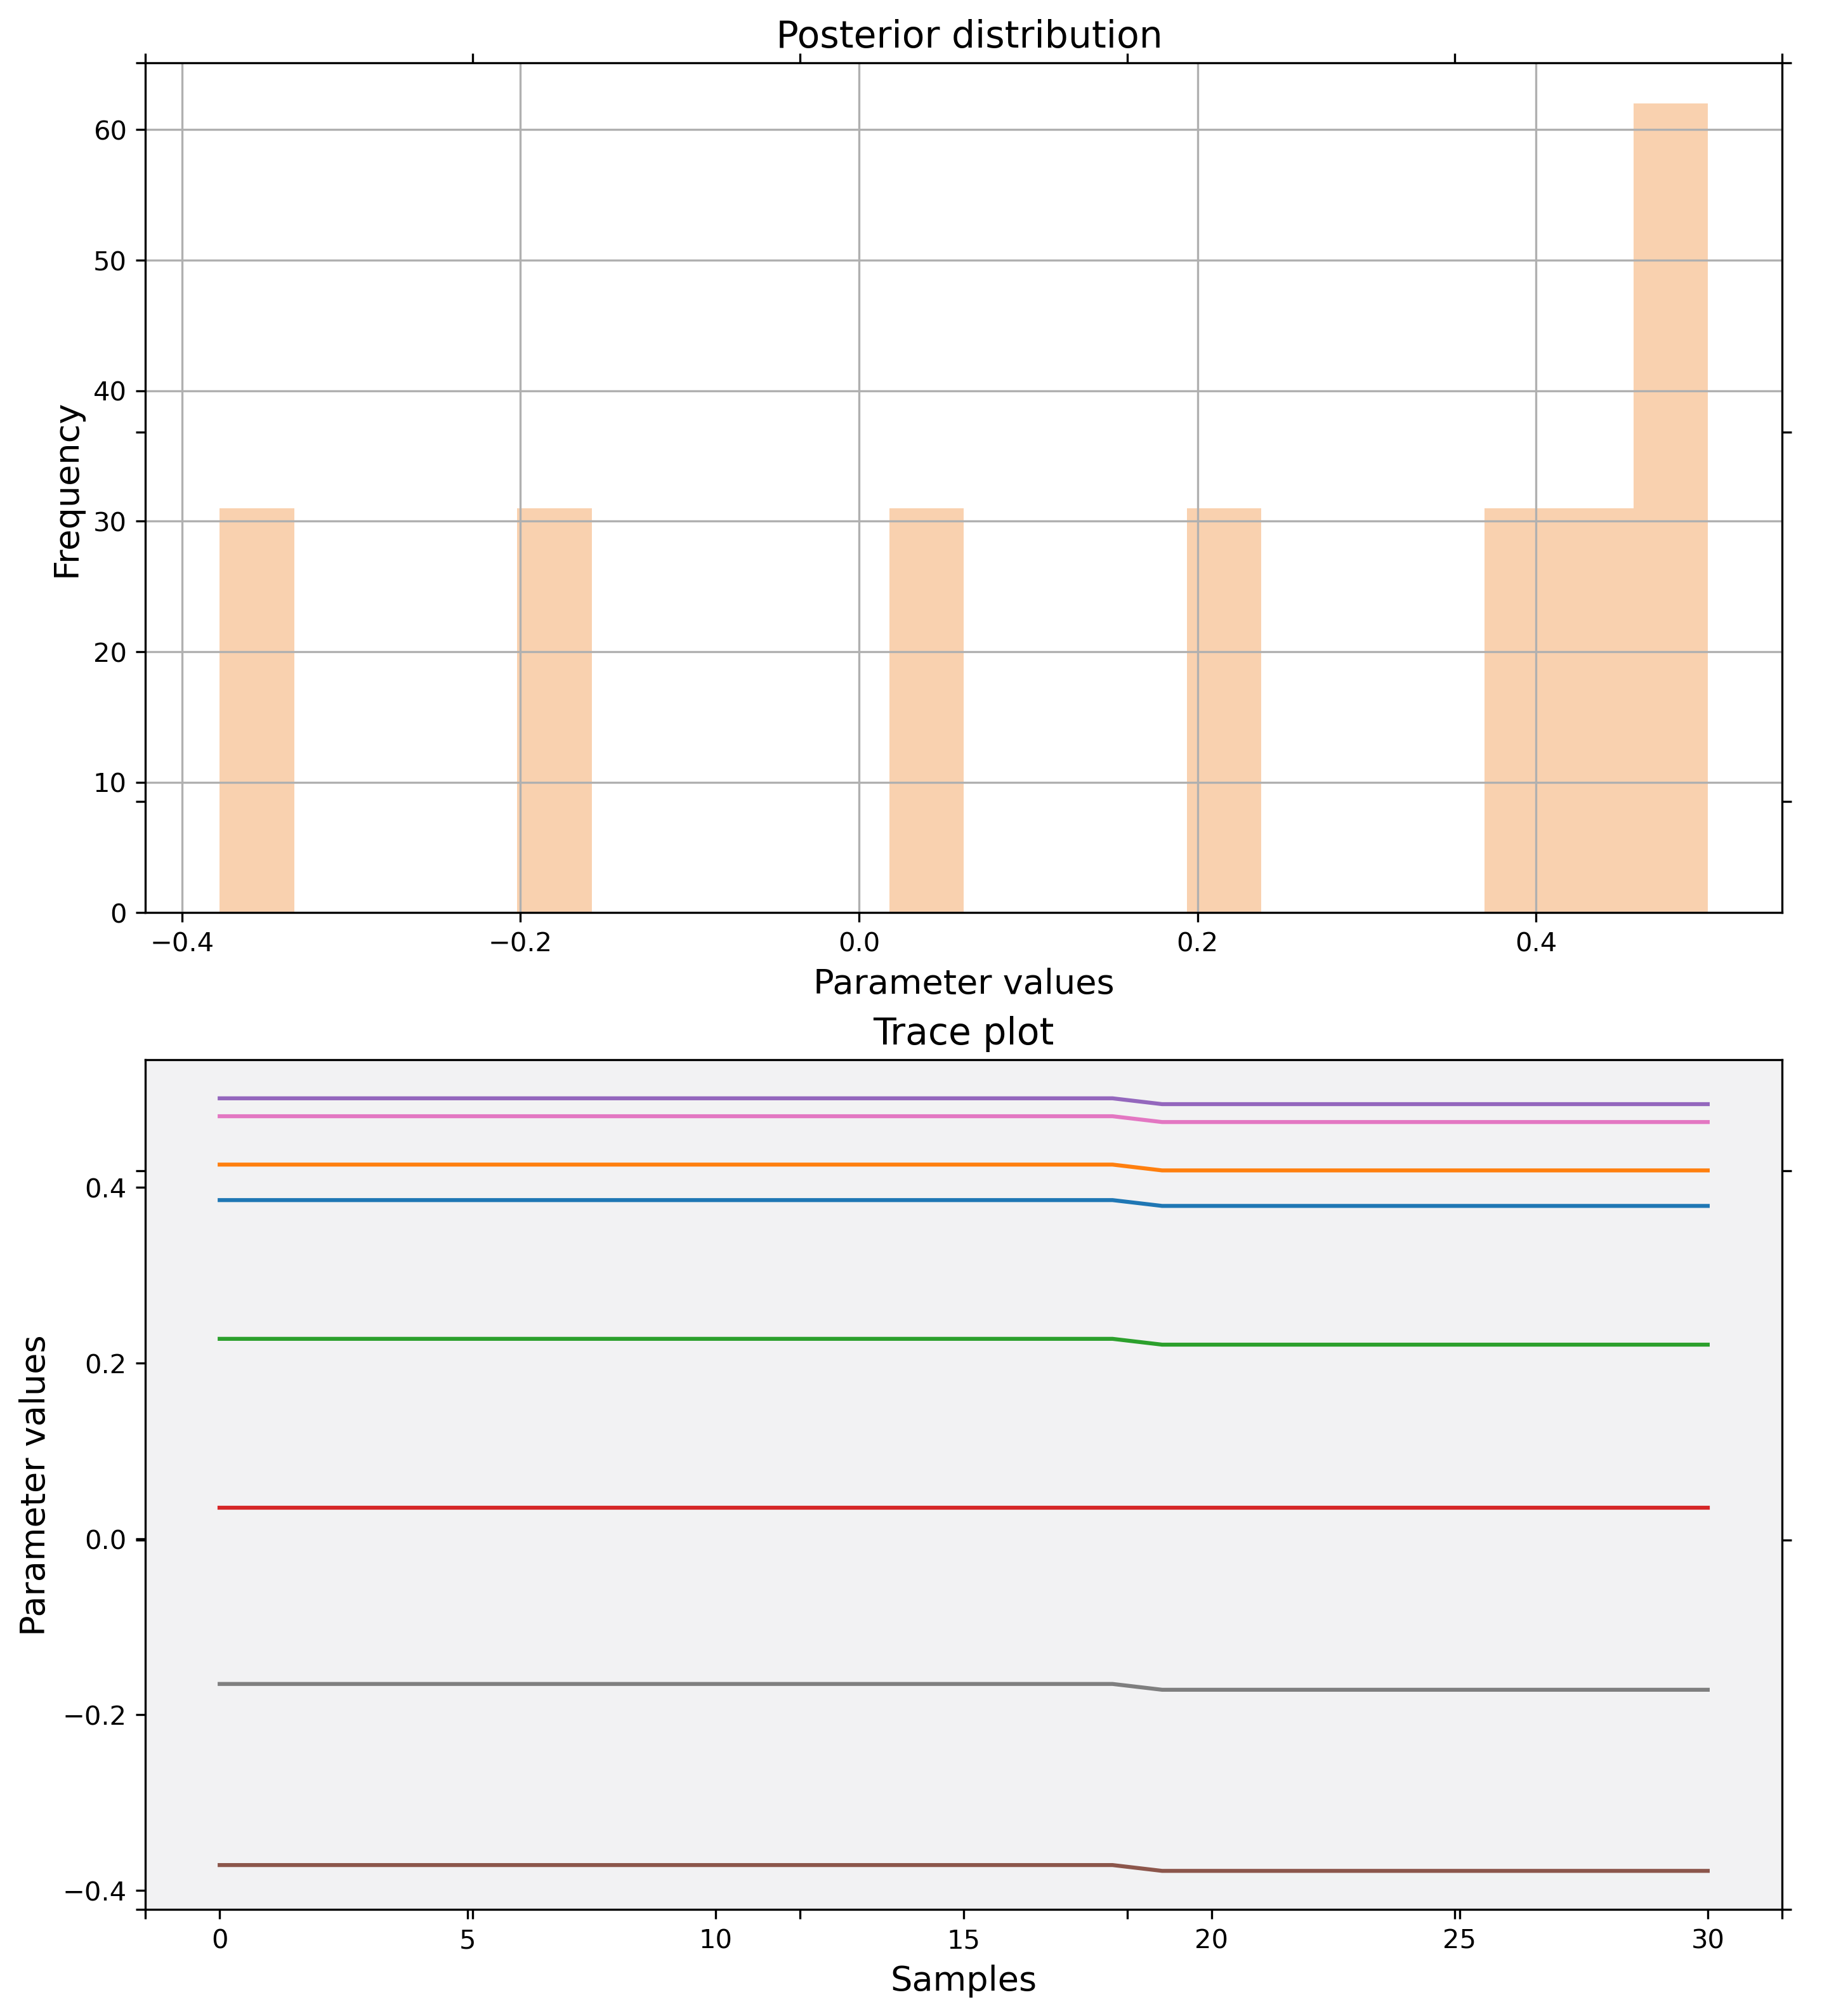 Posterior distribution
60
50
40
30
20
10
0
Frequency
−0.4 −0.2 0.0 0.2 0.4
Parameter values
Trace plot
0.4
0.2
0.0
−0.2
−0.4
Parameter values
0 5 10 15 20 25 30
Samples